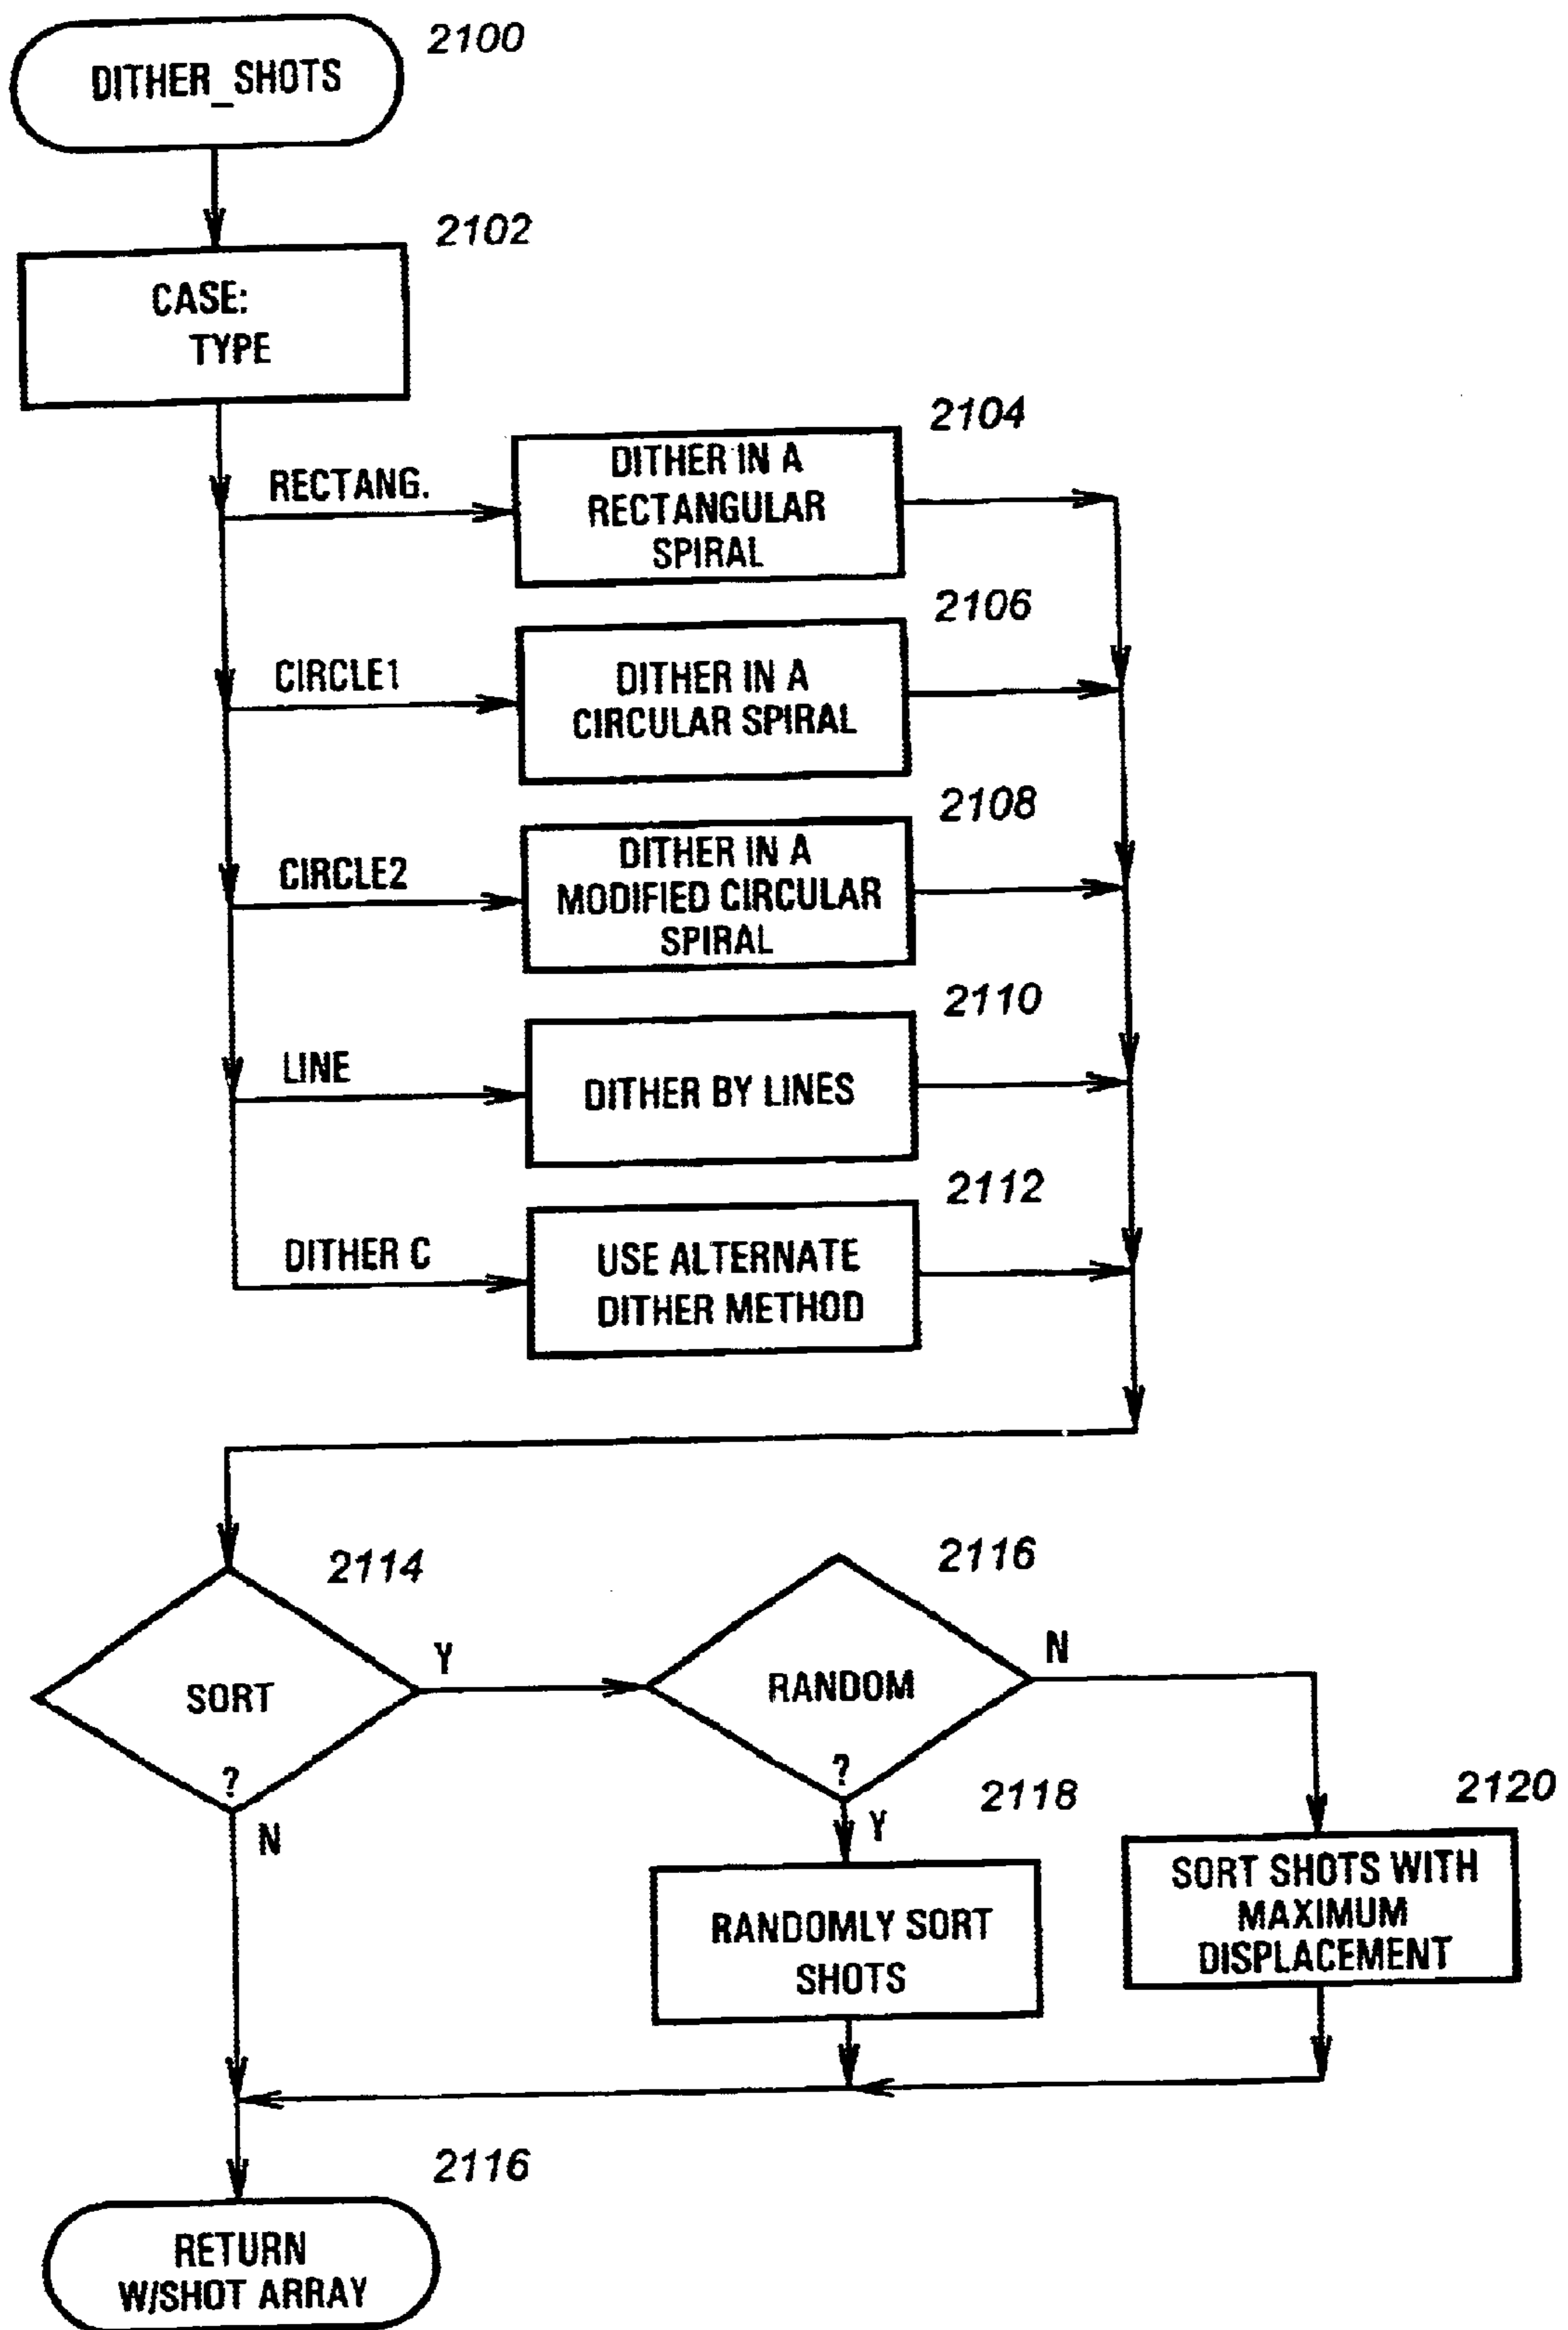 2100
DITHER_SHOTS
2102
CASE:
TYPE
2104
RECTANG.
DITHER IN A
RECTANGULAR
SPIRAL
2106
CIRCLE1
DITHER IN A
CIRCULAR SPIRAL
2108
CIRCLE2
DITHER IN A
MODIFIED CIRCULAR
SPIRAL
2110
LINE
DITHER BY LINES
2112
DITHER C
USE ALTERNATE
DITHER METHOD
2114
SORT
?
Y
N
2116
RANDOM
?
N
Y
2118
RANDOMLY SORT
SHOTS
2120
SORT SHOTS WITH
MAXIMUM
DISPLACEMENT
2116
RETURN
W/SHOT ARRAY